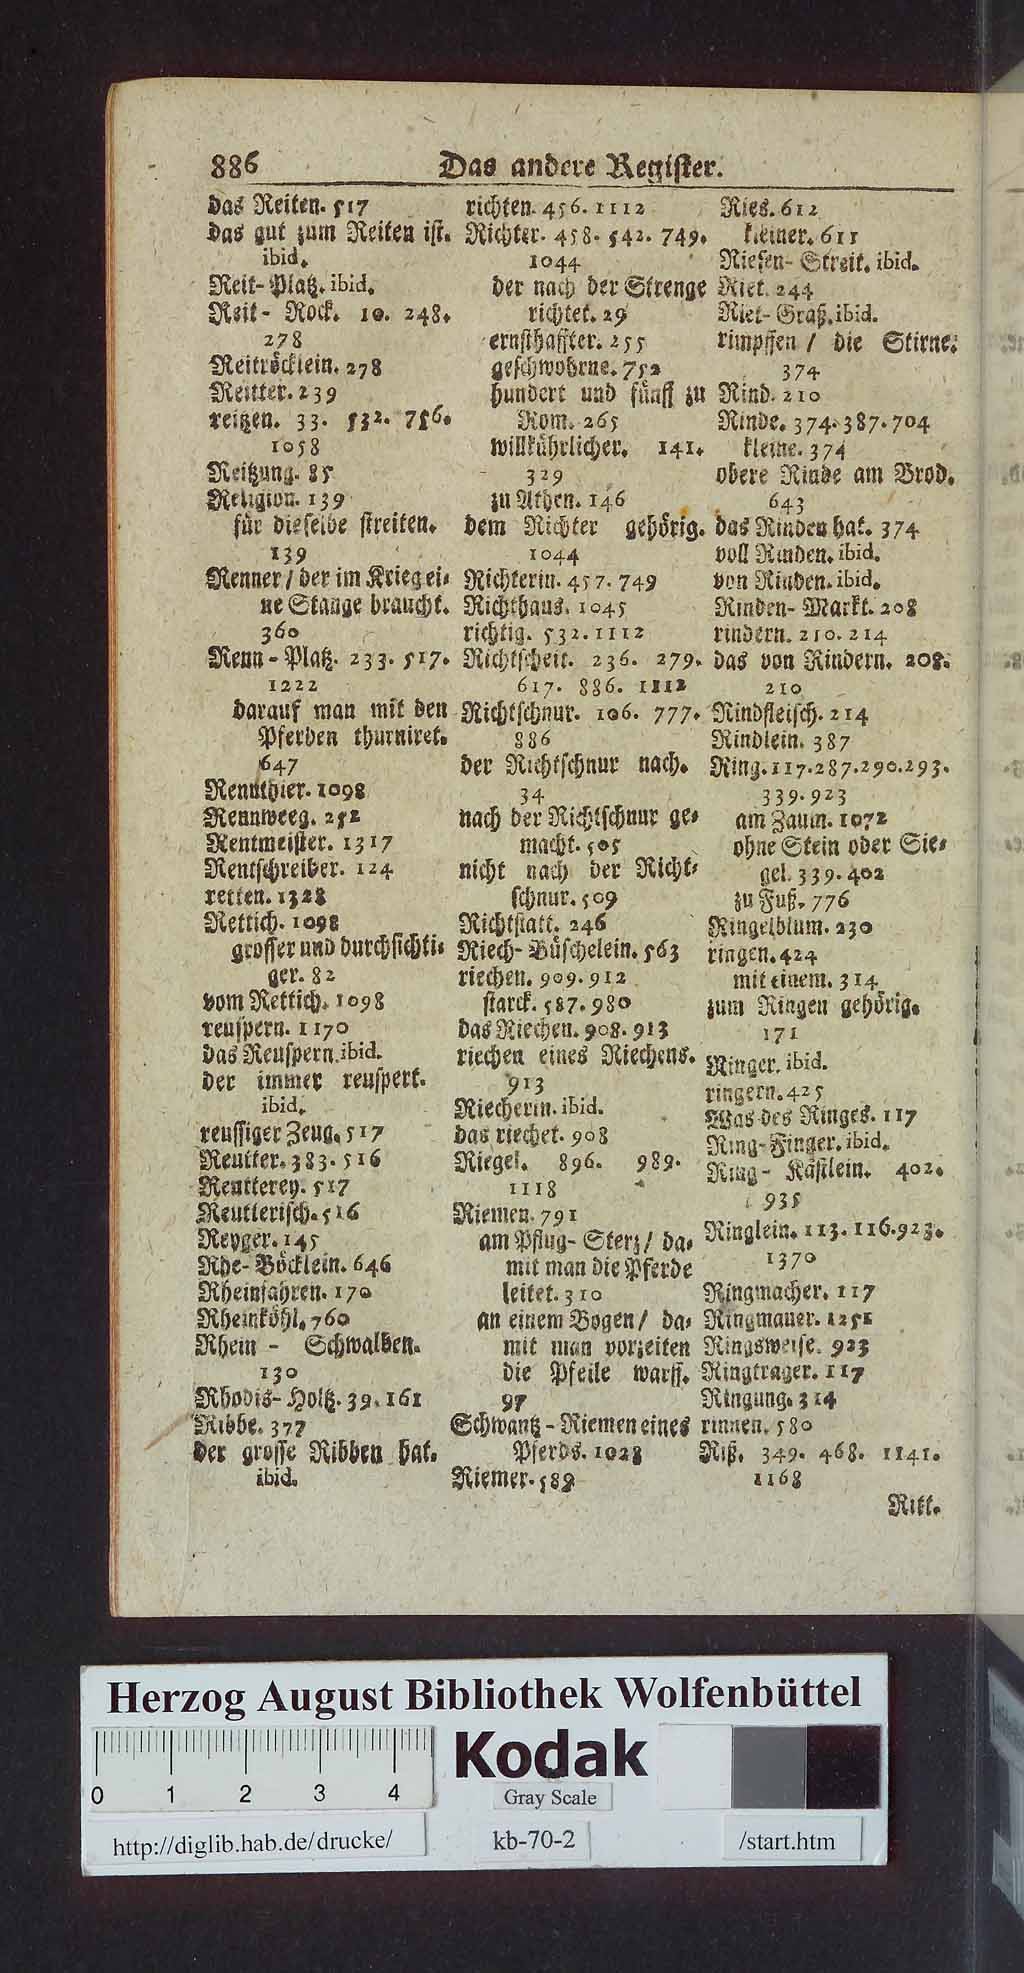 886 Das andere Register.
das Reiten. 517
das gut zum Reiten ist.
ibid.
Reit-Platz. ibid.
Reit-Rock. 10. 248.
278
Reitröcklein. 278
Reitter. 239
reitzen. 33. 532. 756.
1058
Reitzung. 85
Religion. 139
für dieselbe streiten.
139
Renner / der im Krieg ei-
ne Stange braucht.
360
Renn-Platz. 233. 517.
1222
darauf man mit den
Pferden thurniret.
647
Rennthier. 1098
Rennweeg. 252
Rentmeister. 1317
Rentschreiber. 124
retten. 1328
Rettich. 1098
grosser und durchsichti-
ger. 82
vom Rettich. 1098
reuspern. 1170
das Reuspern. ibid.
der immer reuspert.
ibid.
reussiger Zeug. 517
Reutter. 383. 516
Reutterey. 517
Reutterisch. 516
Reyger. 145
Rhe-Böcklein. 646
Rheinfahren. 170
Rheinköhl. 760
Rhein-Schwalben.
130
Rhodis-Holtz. 39. 161
Ribbe. 377
der grosse Ribben hat.
ibid.
richten. 456. 1112
Richter. 458. 542. 749.
1044
der nach der Strenge
richtet. 29
ernsthaffter. 255
geschwohrne. 752
hundert und fünff zu
Rom. 265
willkührlicher. 141.
329
zu Athen. 146
dem Richter gehörig.
1044
Richterin. 457. 749
Richthaus. 1045
richtig. 532. 1112
Richtscheit. 236. 279.
617. 886. 1112
Richtschnur. 106. 777.
886
der Richtschnur nach.
34
nach der Richtschnur ge-
macht. 505
nicht nach der Richt-
schnur. 509
Richtstatt. 246
Riech-Büschelein. 563
riechen. 909. 912
starck. 587. 980
das Riechen. 908. 913
riechen eines Riechens.
913
Riecherin. ibid.
das riechet. 908
Riegel. 896. 989.
1118
Riemen. 791
am Pflug-Sterz / da-
mit man die Pferde
leitet. 310
an einem Bogen / da-
mit man vorzeiten
die Pfeile warff.
97
Schwantz-Riemen eines
Pferds. 1028
Riemer. 589
Ries. 612
kleiner. 611
Riesen-Streit. ibid.
Riet. 244
Riet-Graß. ibid.
rimpffen / die Stirne.
374
Rind. 210
Rinde. 374. 387. 704
kleine. 374
obere Rinde am Brod.
643
das Rinden hat. 374
voll Rinden. ibid.
von Rinden. ibid.
Rinden-Markt. 208
rindern. 210. 214
das von Rindern. 208.
210
Rindfleisch. 214
Rindlein. 387
Ring. 117. 287. 290. 293.
339. 923
am Zaum. 1072
ohne Stein oder Sie-
gel. 339. 402
zu Fuß. 776
Ringelblum. 230
ringen. 424
mit einem. 314
zum Ringen gehörig.
171
Ringer. ibid.
ringern. 425
Was des Ringes. 117
Ring-Finger. ibid.
Ring-Kästlein. 402.
935
Ringlein. 113. 116. 923.
1370
Ringmacher. 117
Ringmauer. 1251
Ringsweise. 923
Ringtrager. 117
Ringung. 314
rinnen. 580
Riß. 349. 468. 1141.
1168
Ritt.
Herzog August Bibliothek Wolfenbüttel
0 1 2 3 4
Kodak
Gray Scale
http://diglib.hab.de/drucke/ kb-70-2 /start.htm